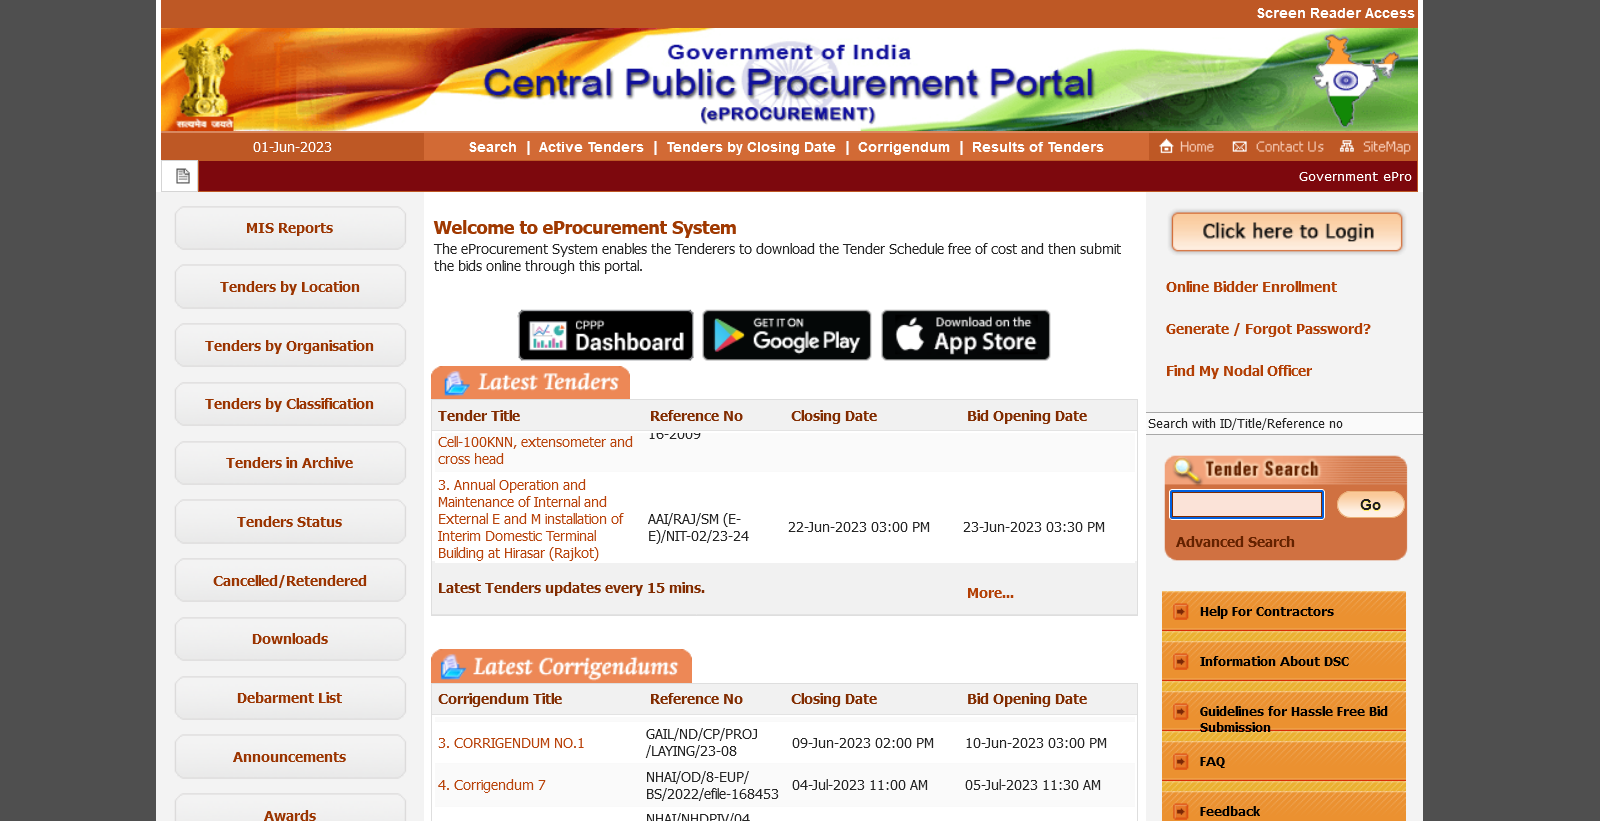 Screen Reader Access
Government of India
Central Public Procurement Portal
(ePROCUREMENT)
सत्यमेव जयते
01-Jun-2023
Search | Active Tenders | Tenders by Closing Date | Corrigendum | Results of Tenders
Home
Contact Us
SiteMap
Government ePro
MIS Reports
Tenders by Location
Tenders by Organisation
Tenders by Classification
Tenders in Archive
Tenders Status
Cancelled/Retendered
Downloads
Debarment List
Announcements
Awards
Welcome to eProcurement System
The eProcurement System enables the Tenderers to download the Tender Schedule free of cost and then submit
the bids online through this portal.
CPPP
Dashboard
GET IT ON
Google Play
Download on the
App Store
Latest Tenders
Tender Title Reference No Closing Date Bid Opening Date
16-2009
Cell-100KNN, extensometer and
cross head
3. Annual Operation and
Maintenance of Internal and
External E and M installation of
Interim Domestic Terminal
Building at Hirasar (Rajkot)
AAI/RAJ/SM (E-
E)/NIT-02/23-24
22-Jun-2023 03:00 PM
23-Jun-2023 03:30 PM
Latest Tenders updates every 15 mins.
More...
Latest Corrigendums
Corrigendum Title Reference No Closing Date Bid Opening Date
3. CORRIGENDUM NO.1
GAIL/ND/CP/PROJ
/LAYING/23-08
09-Jun-2023 02:00 PM
10-Jun-2023 03:00 PM
4. Corrigendum 7
NHAI/OD/8-EUP/
BS/2022/efile-168453
04-Jul-2023 11:00 AM
05-Jul-2023 11:30 AM
NHAI/NHDPIV/04
Click here to Login
Online Bidder Enrollment
Generate / Forgot Password?
Find My Nodal Officer
Search with ID/Title/Reference no
Tender Search
Go
Advanced Search
Help For Contractors
Information About DSC
Guidelines for Hassle Free Bid
Submission
FAQ
Feedback